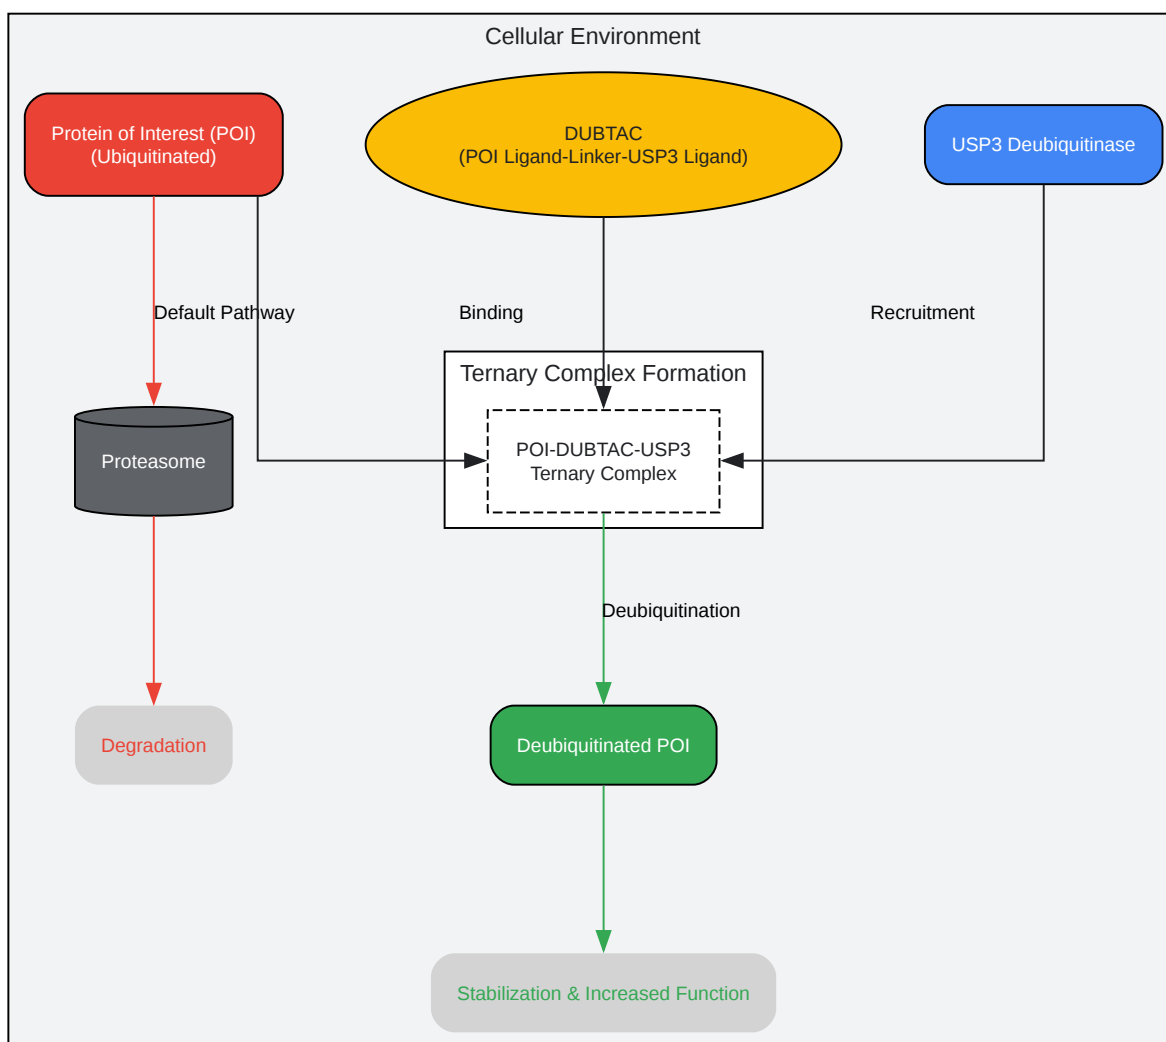 Cellular Environment
Protein of Interest (POI)
(Ubiquitinated)
DUBTAC
(POI Ligand-Linker-USP3 Ligand)
USP3 Deubiquitinase
Default Pathway
Binding
Recruitment
Ternary Complex Formation
Proteasome
POI-DUBTAC-USP3
Ternary Complex
Deubiquitination
Degradation
Deubiquitinated POI
Stabilization & Increased Function